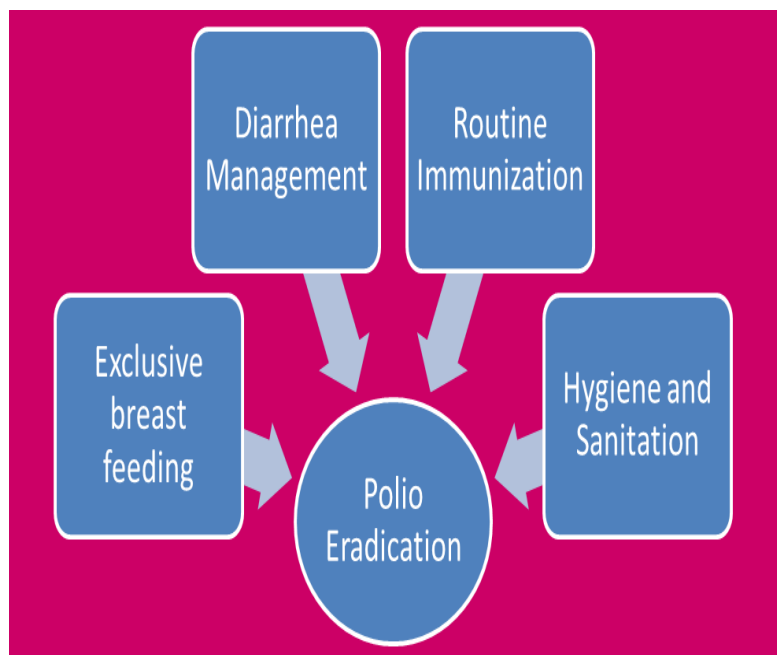 Diarrhea
Management
Routine
Immunization
Exclusive
breast
feeding
Hygiene and
Sanitation
Polio
Eradication